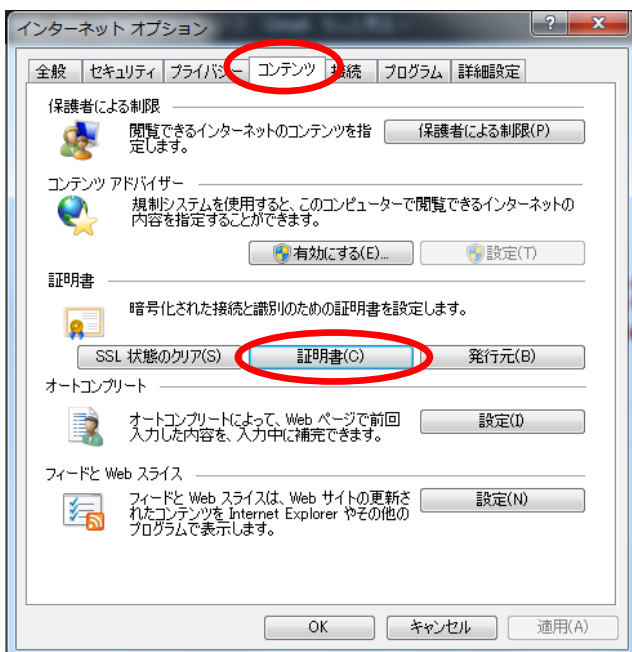 インターネット オプション
全般 セキュリティ プライバシー コンテンツ 接続 プログラム 詳細設定
保護者による制限
閲覧できるインターネットのコンテンツを指
定します。
保護者による制限(P)
コンテンツ アドバイザー
規制システムを使用すると、このコンピューターで閲覧できるインターネットの
内容を指定することができます。
有効にする(E)... 設定(T)
証明書
暗号化された接続と識別のための証明書を設定します。
SSL 状態のクリア(S) 証明書(C) 発行元(B)
オートコンプリート
オートコンプリートによって、Web ページで前回
入力した内容を、入力中に補完できます。
設定(I)
フィードと Web スライス
フィードと Web スライスは、Web サイトの更新さ
れたコンテンツを Internet Explorer やその他の
プログラムで表示します。
設定(N)
OK キャンセル 適用(A)